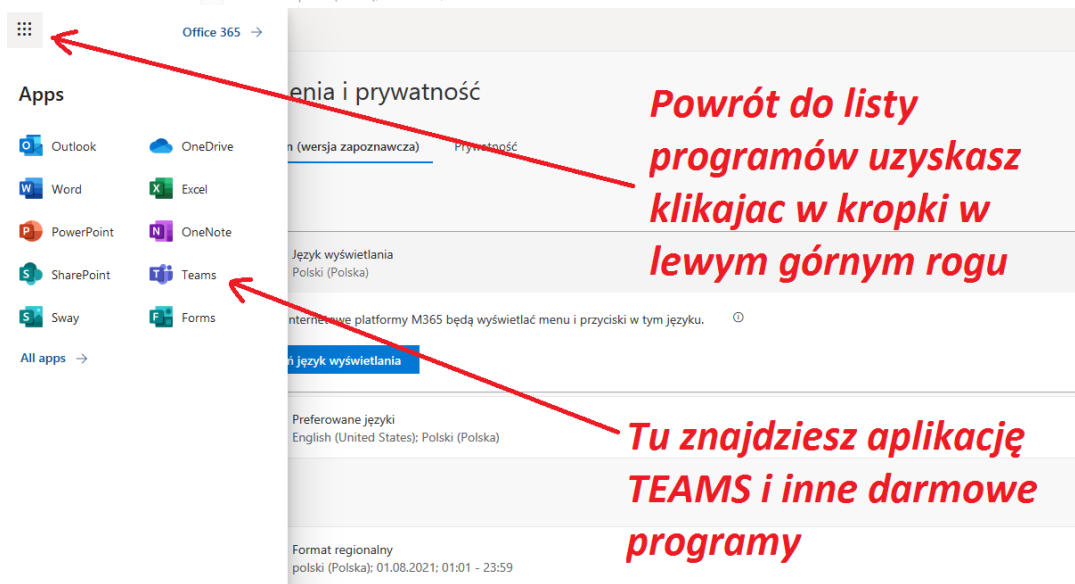 Office 365 →
Apps
Outlook OneDrive
Word Excel
PowerPoint OneNote
SharePoint Teams
Sway Forms
All apps →
enia i prywatność
n (wersja zapoznawcza) Prywatność
Język wyświetlania
Polski (Polska)
nternetowe platformy M365 będą wyświetlać menu i przyciski w tym języku.
ń język wyświetlania
Preferowane języki
English (United States); Polski (Polska)
Format regionalny
polski (Polska); 01.08.2021; 01:01 - 23:59
Powrót do listy
programów uzyskasz
klikajac w kropki w
lewym górnym rogu
Tu znajdziesz aplikację
TEAMS i inne darmowe
programy